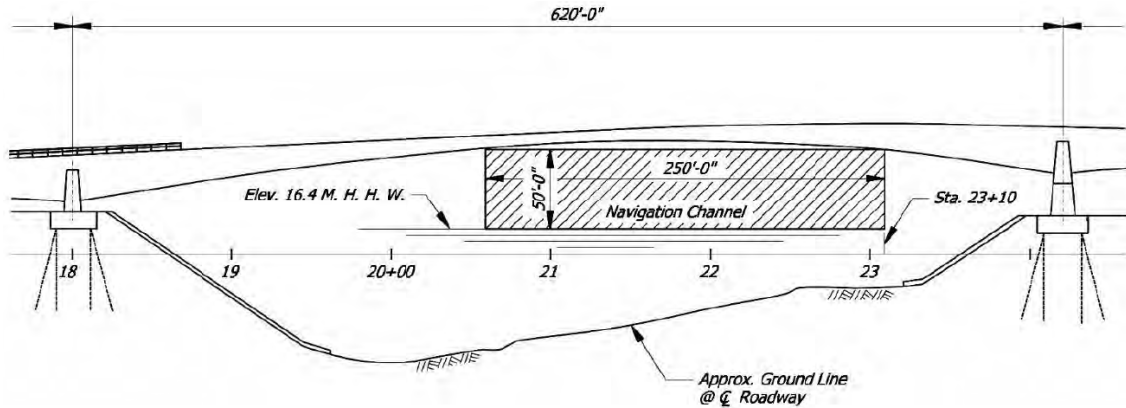 620'-0"
250'-0"
50'-0"
Elev. 16.4 M. H. H. W.
Navigation Channel
Sta. 23+10
18
19
20+00
21
22
23
Approx. Ground Line
@ ℄ Roadway